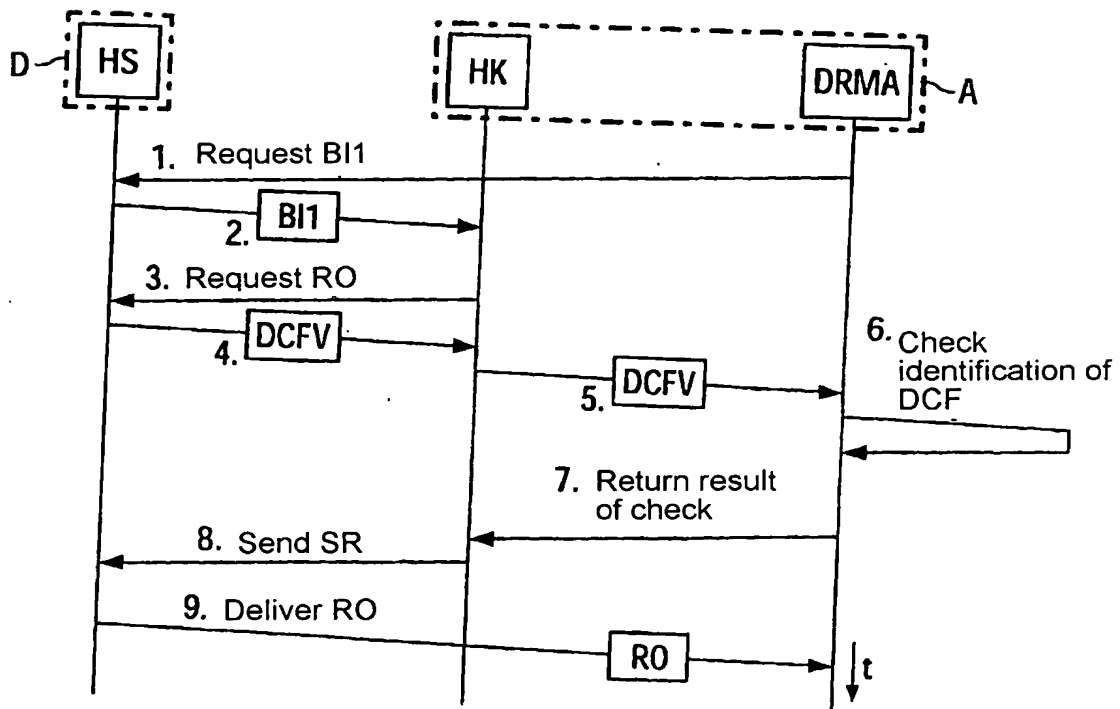 D
HS
HK
DRMA
A
1. Request BI1
2. BI1
3. Request RO
4. DCFV
5. DCFV
6. Check
identification of
DCF
7. Return result
of check
8. Send SR
9. Deliver RO
RO
t